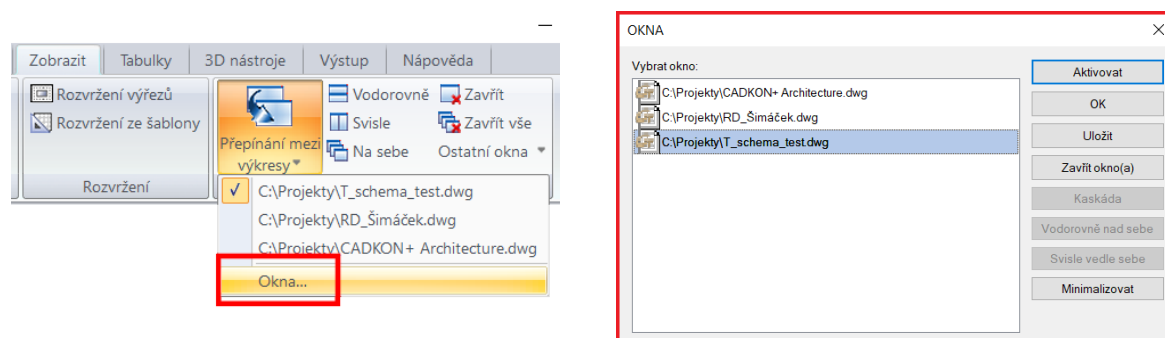 Zobrazit Tabulky 3D nástroje Výstup Nápověda
Rozvržení výřezů
Rozvržení ze šablony
Rozvržení
Přepínání mezi
výkresy
Vodorovně
Svisle
Na sebe
Zavřít
Zavřít vše
Ostatní okna
C:\Projekty\T_schema_test.dwg
C:\Projekty\RD_Šimáček.dwg
C:\Projekty\CADKON+ Architecture.dwg
Okna...
OKNA
Vybrat okno:
C:\Projekty\CADKON+ Architecture.dwg
C:\Projekty\RD_Šimáček.dwg
C:\Projekty\T_schema_test.dwg
Aktivovat
OK
Uložit
Zavřít okno(a)
Kaskáda
Vodorovně nad sebe
Svisle vedle sebe
Minimalizovat